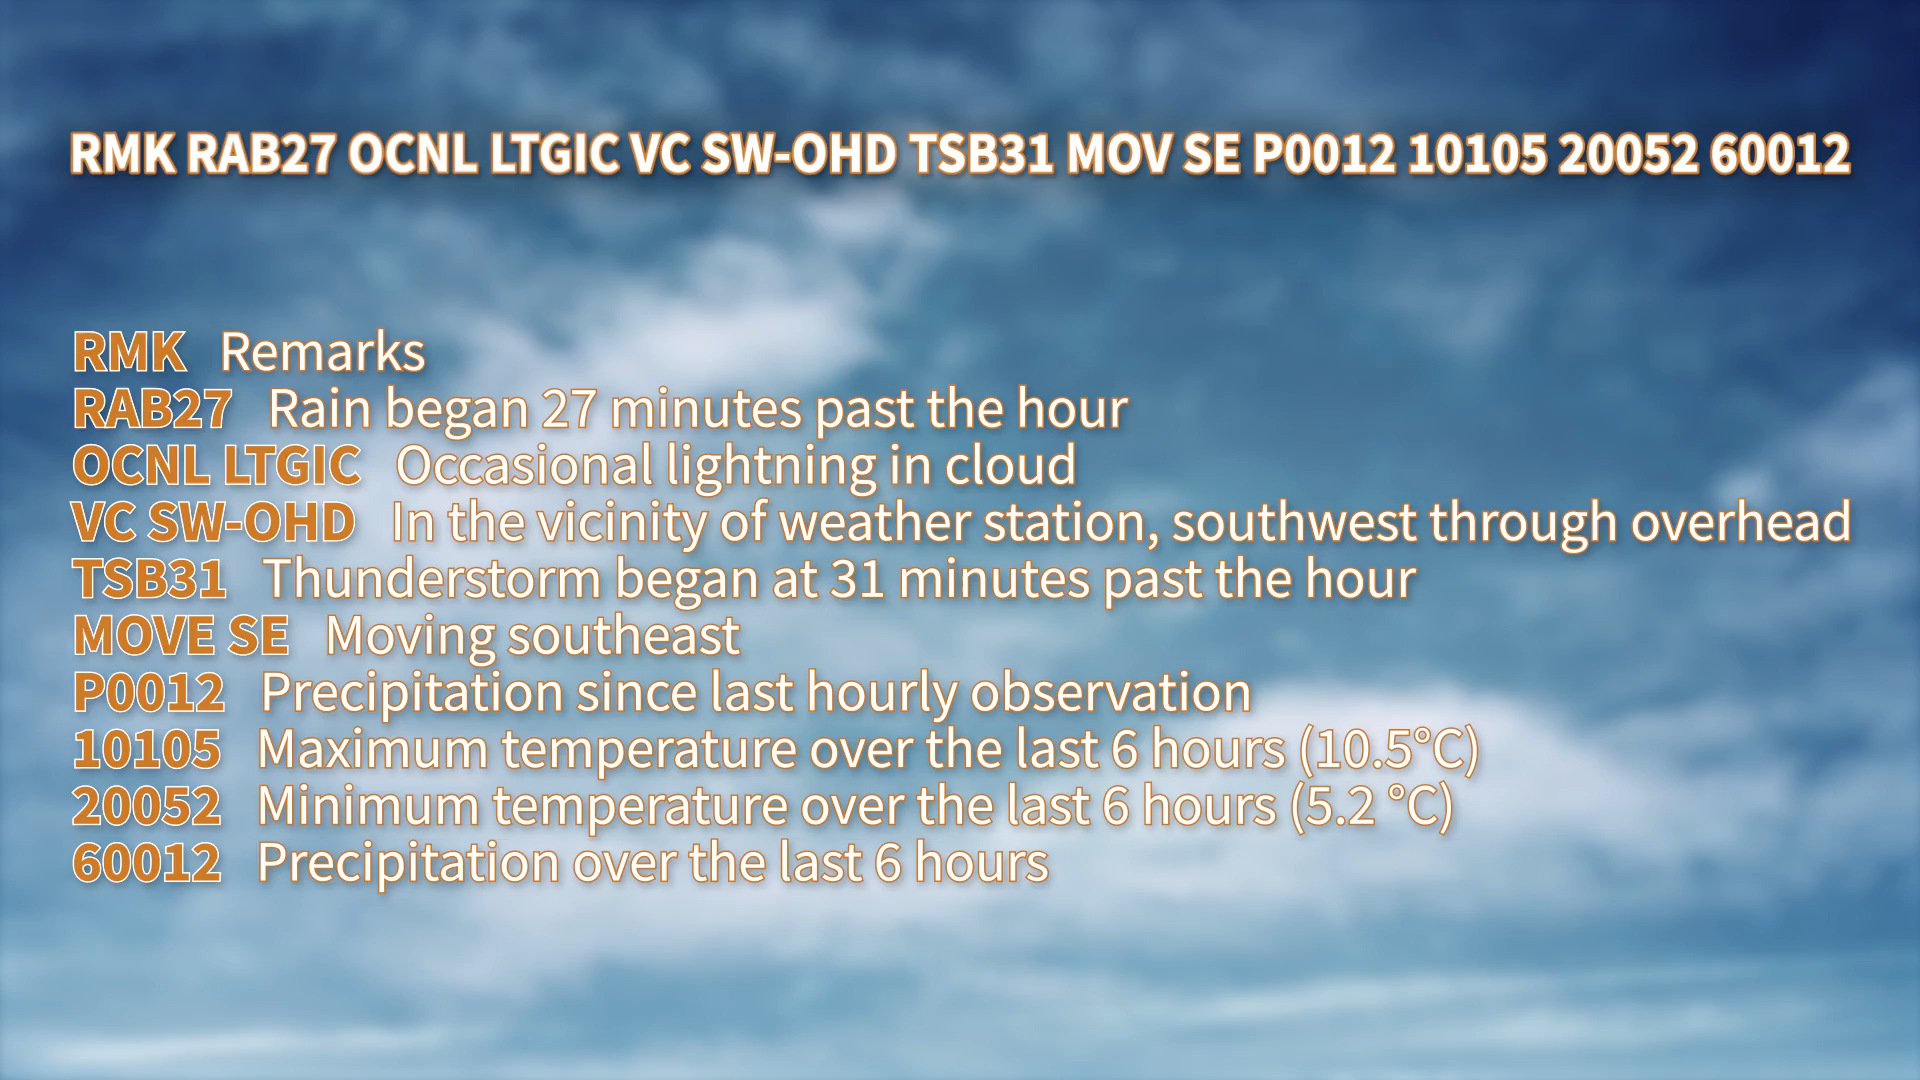 RMK RAB27 OCNL LTGIC VC SW-OHD TSB31 MOV SE P0012 10105 20052 60012
RMK Remarks
RAB27 Rain began 27 minutes past the hour
OCNL LTGIC Occasional lightning in cloud
VC SW-OHD In the vicinity of weather station, southwest through overhead
TSB31 Thunderstorm began at 31 minutes past the hour
MOVE SE Moving southeast
P0012 Precipitation since last hourly observation
10105 Maximum temperature over the last 6 hours (10.5°C)
20052 Minimum temperature over the last 6 hours (5.2 °C)
60012 Precipitation over the last 6 hours